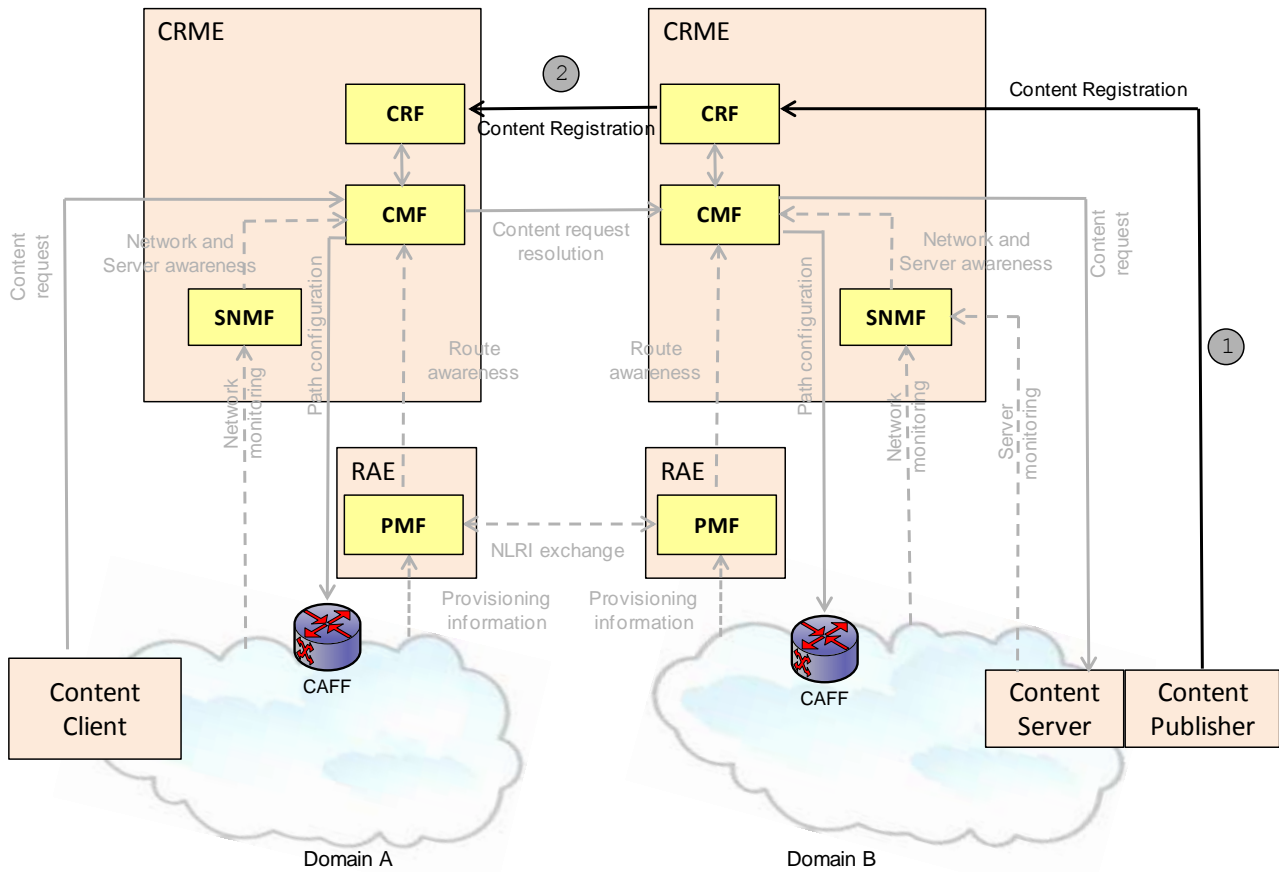 CRME
CRME
2
Content Registration
CRF
Content Registration
CRF
CMF
Content request
resolution
CMF
Content
request
Network and
Server awareness
Network and
Server awareness
Content
request
SNMF
Path configuration
Route
awareness
Route
awareness
Path configuration
SNMF
1
Network
monitoring
Network
monitoring
Server
monitoring
RAE
RAE
PMF
NLRI exchange
PMF
Provisioning
information
Provisioning
information
CAFF
CAFF
Content
Client
Content
Server
Content
Publisher
Domain A
Domain B